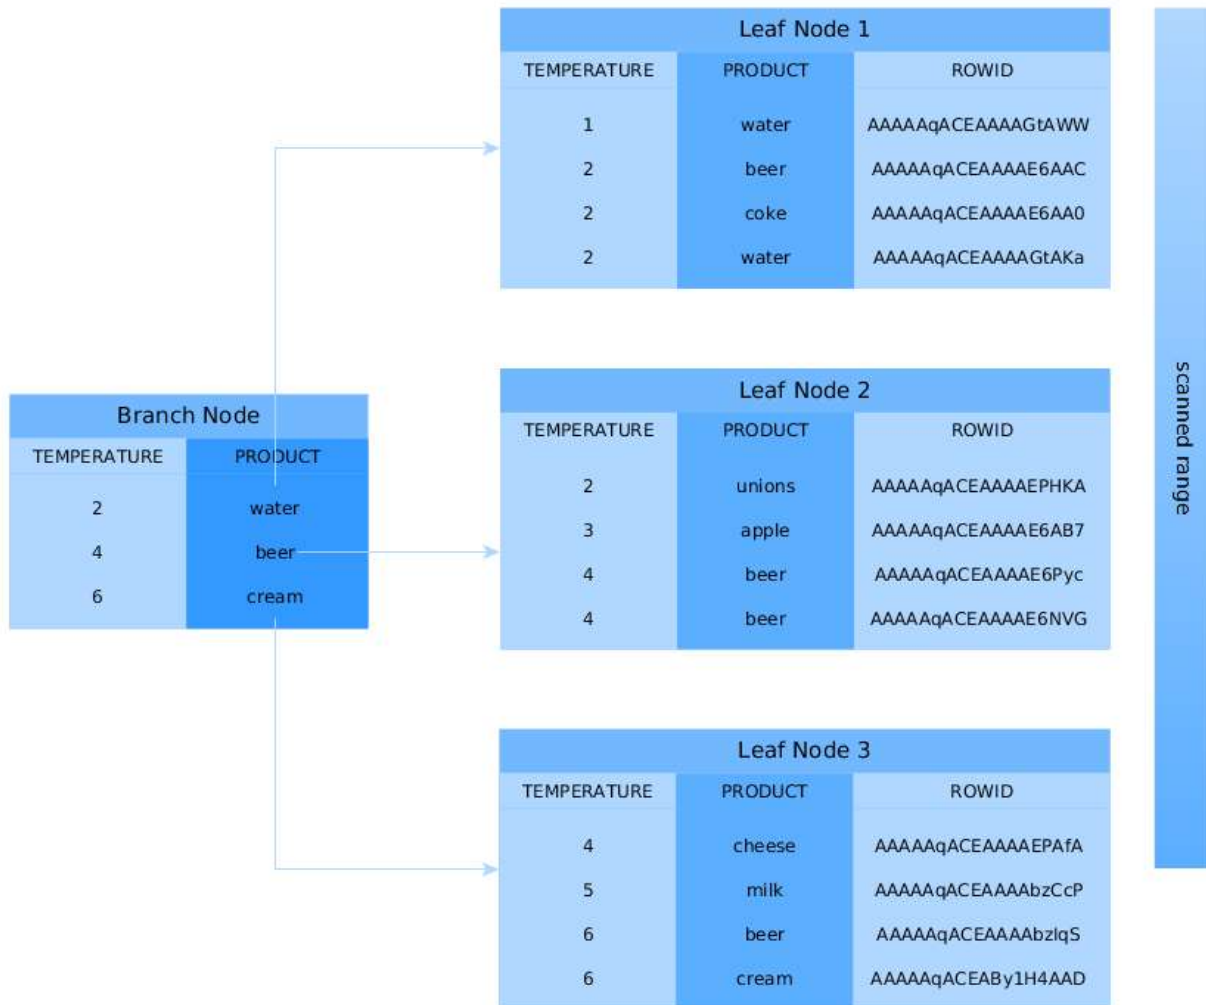 Leaf Node 1
TEMPERATURE PRODUCT ROWID
1 water AAAAAqACEAAAAGtAWW
2 beer AAAAAqACEAAAAE6AAC
2 coke AAAAAqACEAAAAE6AA0
2 water AAAAAqACEAAAAGtAKa
Branch Node
TEMPERATURE PRODUCT
2 water
4 beer
6 cream
Leaf Node 2
TEMPERATURE PRODUCT ROWID
2 unions AAAAAqACEAAAAEPHKA
3 apple AAAAAqACEAAAAE6AB7
4 beer AAAAAqACEAAAAE6Pyc
4 beer AAAAAqACEAAAAE6NVG
Leaf Node 3
TEMPERATURE PRODUCT ROWID
4 cheese AAAAAqACEAAAAEPAfA
5 milk AAAAAqACEAAAAbzCcP
6 beer AAAAAqACEAAAAbzIqS
6 cream AAAAAqACEABy1H4AAD
scanned range